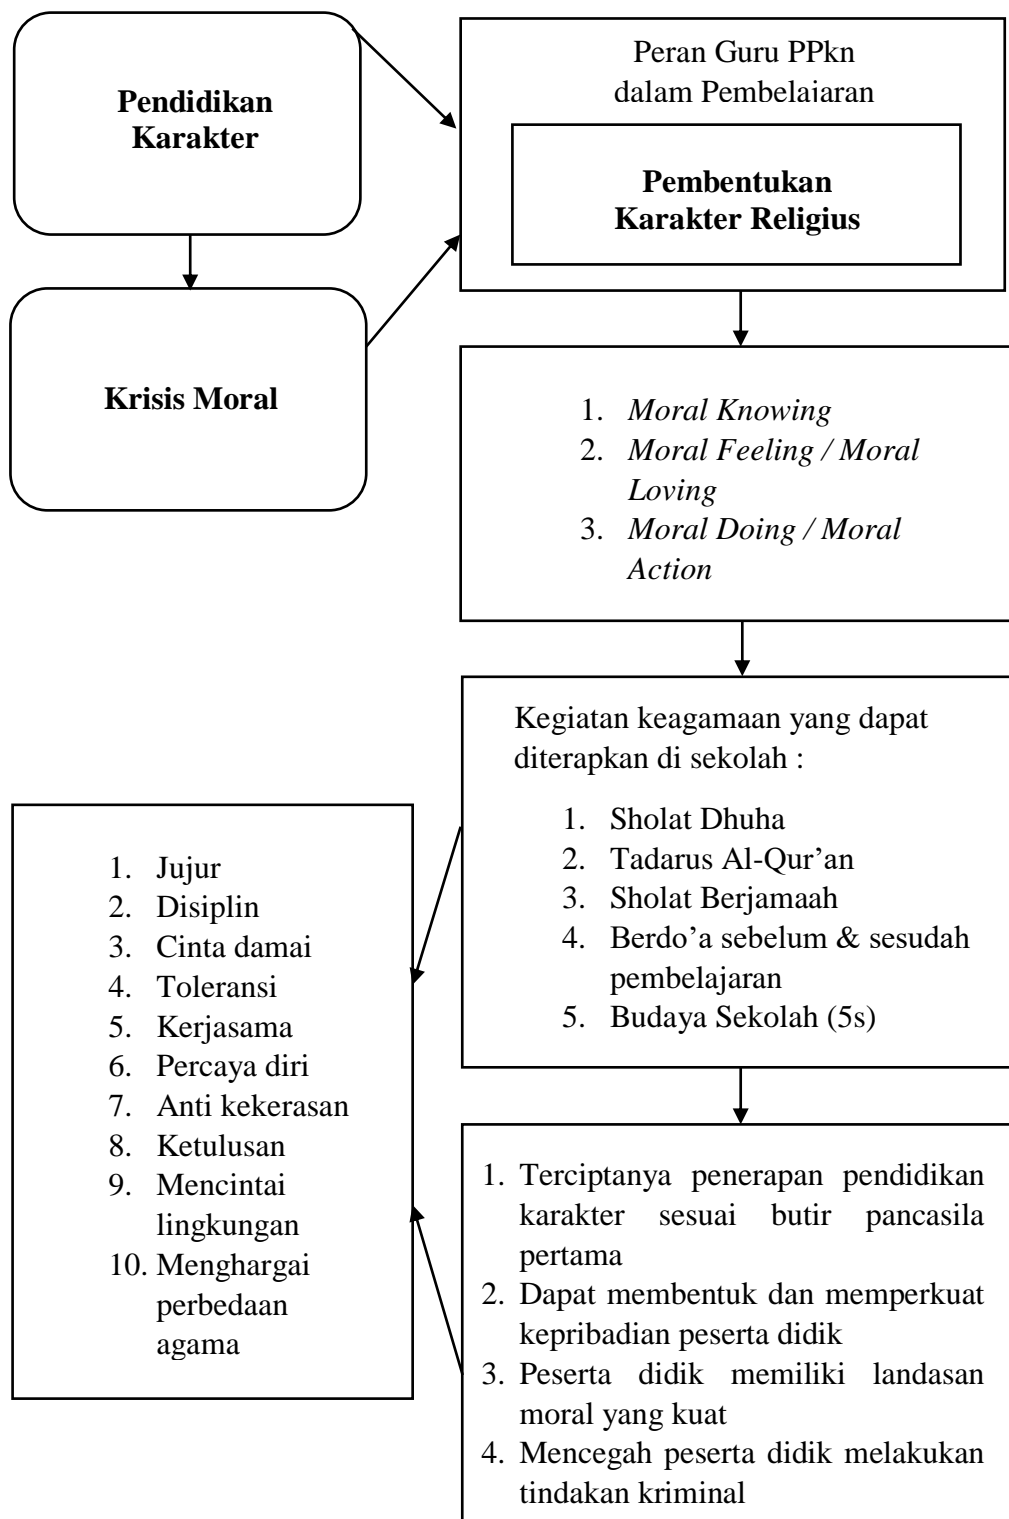 Pendidikan
Karakter
Krisis Moral
Peran Guru PPkn
dalam Pembelajaran
Pembentukan
Karakter Religius
1. Moral Knowing
2. Moral Feeling / Moral
Loving
3. Moral Doing / Moral
Action
Kegiatan keagamaan yang dapat
diterapkan di sekolah :
1. Sholat Dhuha
2. Tadarus Al-Qur’an
3. Sholat Berjamaah
4. Berdo’a sebelum & sesudah
pembelajaran
5. Budaya Sekolah (5s)
1. Jujur
2. Disiplin
3. Cinta damai
4. Toleransi
5. Kerjasama
6. Percaya diri
7. Anti kekerasan
8. Ketulusan
9. Mencintai
lingkungan
10. Menghargai
perbedaan
agama
1. Terciptanya penerapan pendidikan
karakter sesuai butir pancasila
pertama
2. Dapat membentuk dan memperkuat
kepribadian peserta didik
3. Peserta didik memiliki landasan
moral yang kuat
4. Mencegah peserta didik melakukan
tindakan kriminal